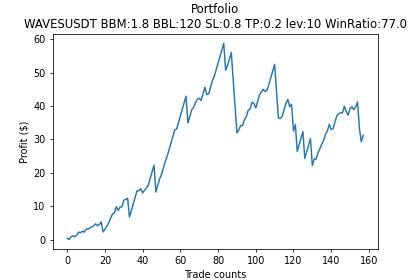 Portfolio
WAVESUSDT BBM:1.8 BBL:120 SL:0.8 TP:0.2 lev:10 WinRatio:77.0
60
50
40
30
20
10
0
Profit ($)
0 20 40 60 80 100 120 140 160
Trade counts